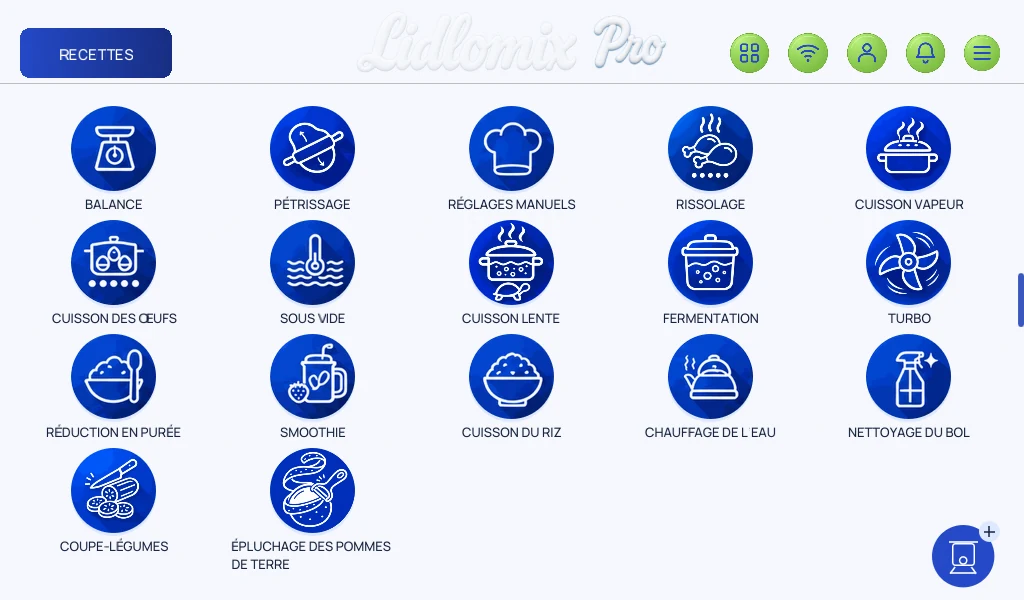 RECETTES
Lidlomix Pro
BALANCE
PÉTRISSAGE
RÉGLAGES MANUELS
RISSOLAGE
CUISSON VAPEUR
CUISSON DES ŒUFS
SOUS VIDE
CUISSON LENTE
FERMENTATION
TURBO
RÉDUCTION EN PURÉE
SMOOTHIE
CUISSON DU RIZ
CHAUFFAGE DE L EAU
NETTOYAGE DU BOL
COUPE-LÉGUMES
ÉPLUCHAGE DES POMMES
DE TERRE